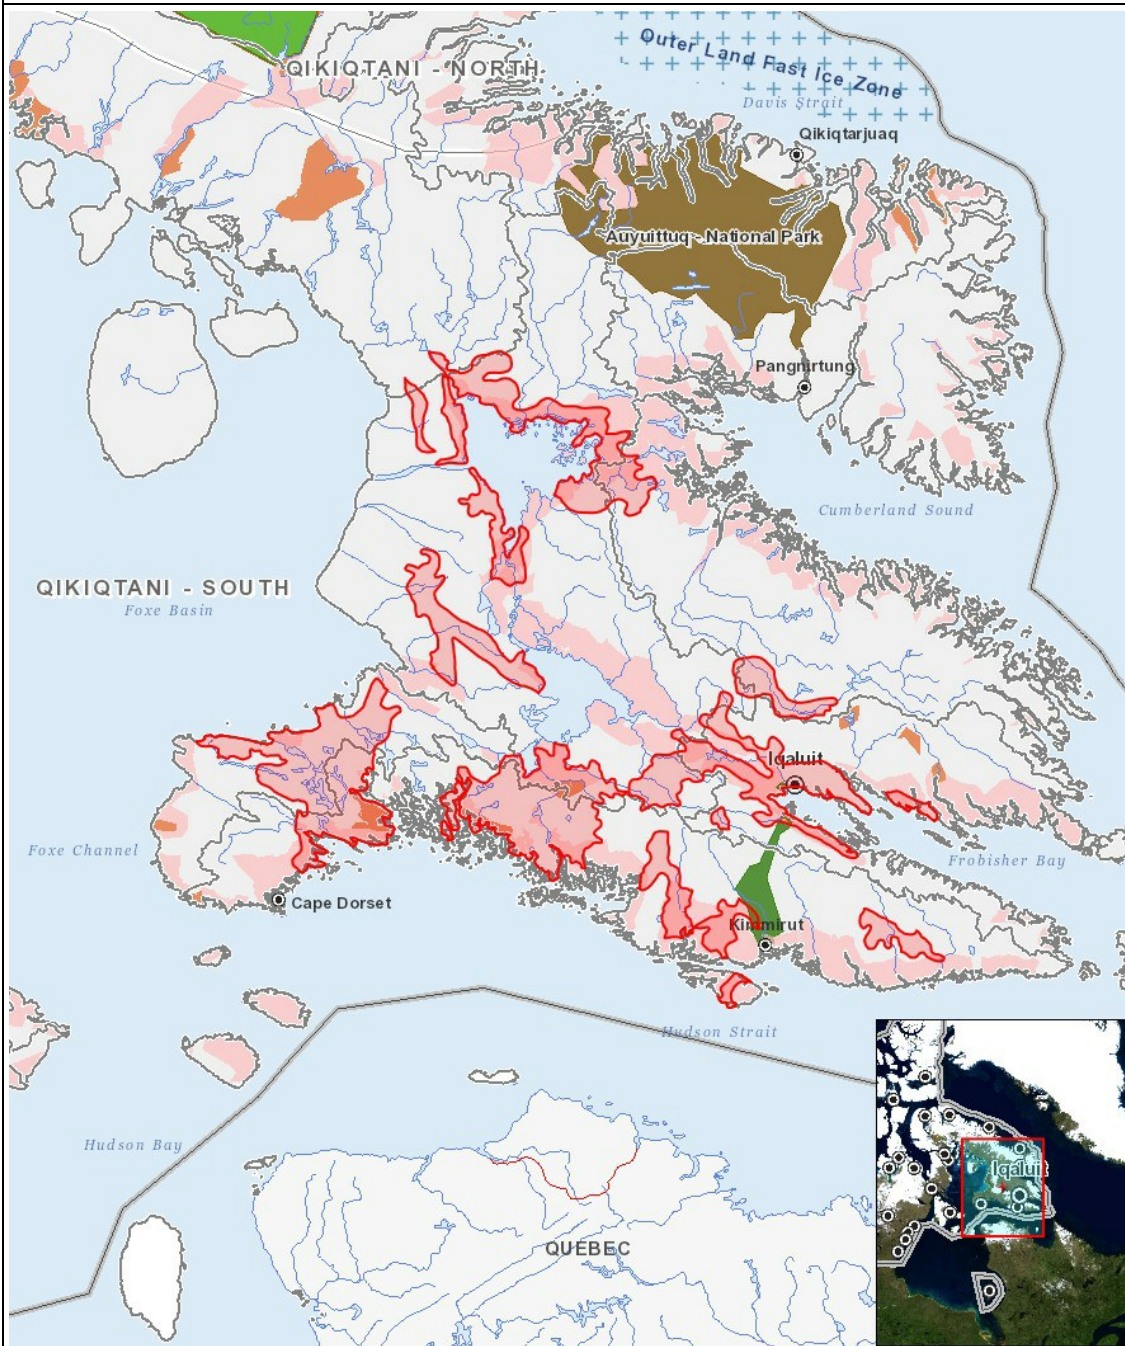 Outer Land Fast Ice Zone
QIKIQTANI - NORTH
Davis Strait
Qikiqtarjuaq
Auyuittuq - National Park
Pangnirtung
Cumberland Sound
QIKIQTANI - SOUTH
Foxe Basin
Iqaluit
Foxe Channel
Frobisher Bay
Cape Dorset
Kimmirut
Hudson Strait
Hudson Bay
Iqaluit
QUEBEC